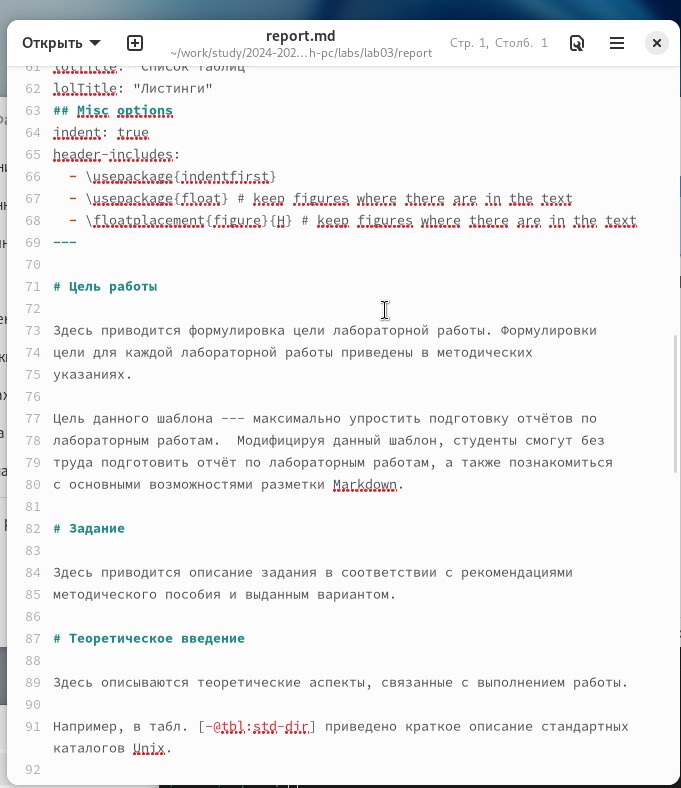 Открыть
report.md
~/work/study/2024-202…h-pc/labs/lab03/report
Стр. 1, Столб. 1
61 lofTitle: "Список таблиц"
62 lolTitle: "Листинги"
63 ## Misc options
64 indent: true
65 header-includes:
66   - \usepackage{indentfirst}
67   - \usepackage{float} # keep figures where there are in the text
68   - \floatplacement{figure}{H} # keep figures where there are in the text
69 ---
70
71 # Цель работы
72
73 Здесь приводится формулировка цели лабораторной работы. Формулировки
74 цели для каждой лабораторной работы приведены в методических
75 указаниях.
76
77 Цель данного шаблона --- максимально упростить подготовку отчётов по
78 лабораторным работам.  Модифицируя данный шаблон, студенты смогут без
79 труда подготовить отчёт по лабораторным работам, а также познакомиться
80 с основными возможностями разметки Markdown.
81
82 # Задание
83
84 Здесь приводится описание задания в соответствии с рекомендациями
85 методического пособия и выданным вариантом.
86
87 # Теоретическое введение
88
89 Здесь описываются теоретические аспекты, связанные с выполнением работы.
90
91 Например, в табл. [-@tbl:std-dir] приведено краткое описание стандартных
каталогов Unix.
92